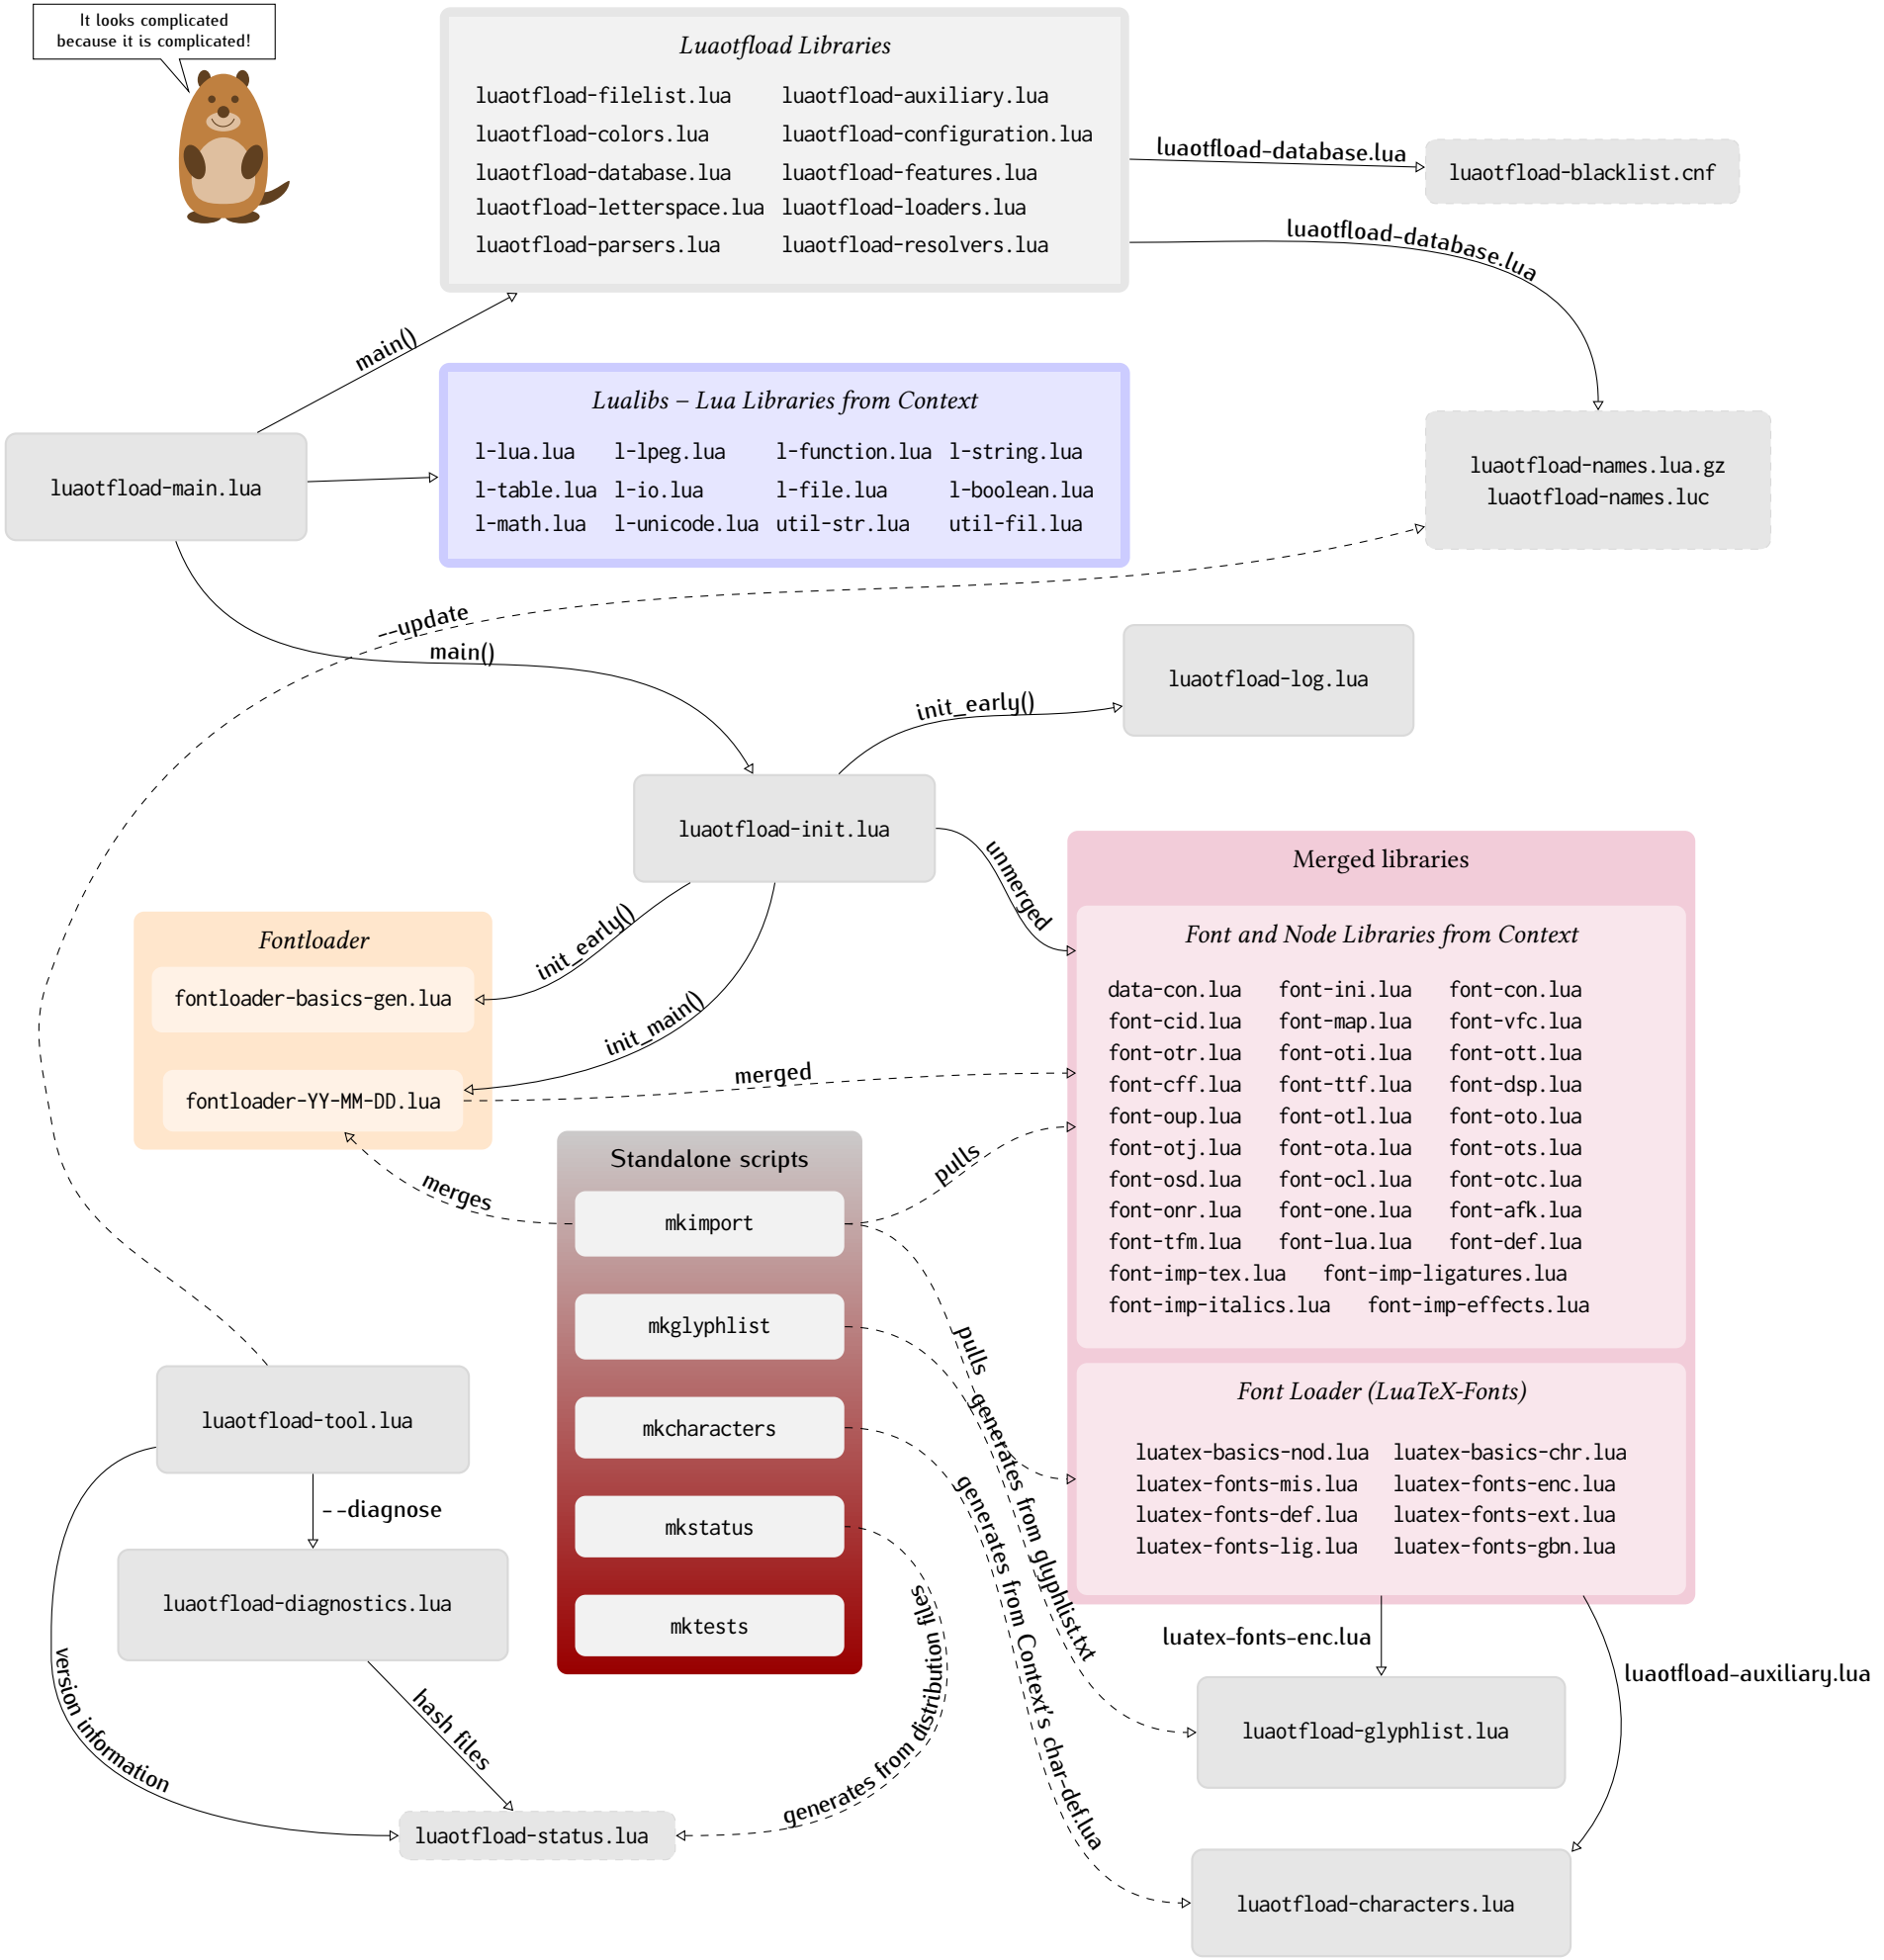 It looks complicated
because it is complicated!
Luaotfload Libraries
luaotfload-filelist.lua luaotfload-auxiliary.lua
luaotfload-colors.lua luaotfload-configuration.lua
luaotfload-database.lua luaotfload-features.lua
luaotfload-letterspace.lua luaotfload-loaders.lua
luaotfload-parsers.lua luaotfload-resolvers.lua
luaotfload-database.lua
luaotfload-blacklist.cnf
luaotfload-database.lua
main()
Lualibs – Lua Libraries from Context
l-lua.lua l-lpeg.lua l-function.lua l-string.lua
l-table.lua l-io.lua l-file.lua l-boolean.lua
l-math.lua l-unicode.lua util-str.lua util-fil.lua
luaotfload-main.lua
luaotfload-names.lua.gz
luaotfload-names.luc
--update
main()
luaotfload-log.lua
init_early()
luaotfload-init.lua
unmerged
init_early()
init_main()
Fontloader
fontloader-basics-gen.lua
fontloader-YY-MM-DD.lua
merged
merges
Merged libraries
Font and Node Libraries from Context
data-con.lua font-ini.lua font-con.lua
font-cid.lua font-map.lua font-vfc.lua
font-otr.lua font-oti.lua font-ott.lua
font-cff.lua font-ttf.lua font-dsp.lua
font-oup.lua font-otl.lua font-oto.lua
font-otj.lua font-ota.lua font-ots.lua
font-osd.lua font-ocl.lua font-otc.lua
font-onr.lua font-one.lua font-afk.lua
font-tfm.lua font-lua.lua font-def.lua
font-imp-tex.lua font-imp-ligatures.lua
font-imp-italics.lua font-imp-effects.lua
Font Loader (LuaTeX-Fonts)
luatex-basics-nod.lua luatex-basics-chr.lua
luatex-fonts-mis.lua luatex-fonts-enc.lua
luatex-fonts-def.lua luatex-fonts-ext.lua
luatex-fonts-lig.lua luatex-fonts-gbn.lua
Standalone scripts
mkimport
mkglyphlist
mkcharacters
mkstatus
mktests
pulls
pulls
generates from glyphlist.txt
generates from Context's char-def.lua
generates from distribution files
luaotfload-tool.lua
--diagnose
luaotfload-diagnostics.lua
version information
hash files
luaotfload-status.lua
luatex-fonts-enc.lua
luaotfload-auxiliary.lua
luaotfload-glyphlist.lua
luaotfload-characters.lua